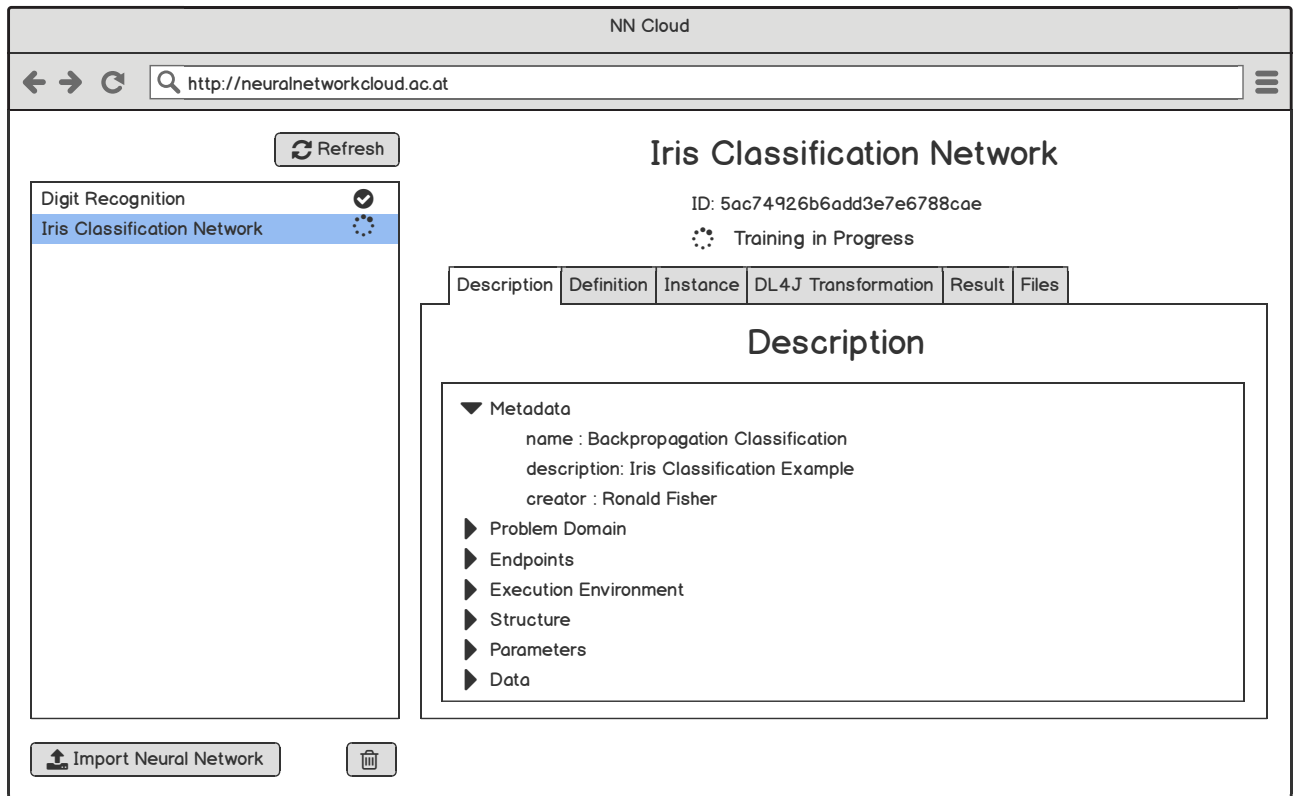 NN Cloud
http://neuralnetworkcloud.ac.at
Refresh
Digit Recognition
Iris Classification Network
Import Neural Network
Iris Classification Network
ID: 5ac74926b6add3e7e6788cae
Training in Progress
Description Definition Instance DL4J Transformation Result Files
Description
Metadata
name : Backpropagation Classification
description: Iris Classification Example
creator : Ronald Fisher
Problem Domain
Endpoints
Execution Environment
Structure
Parameters
Data